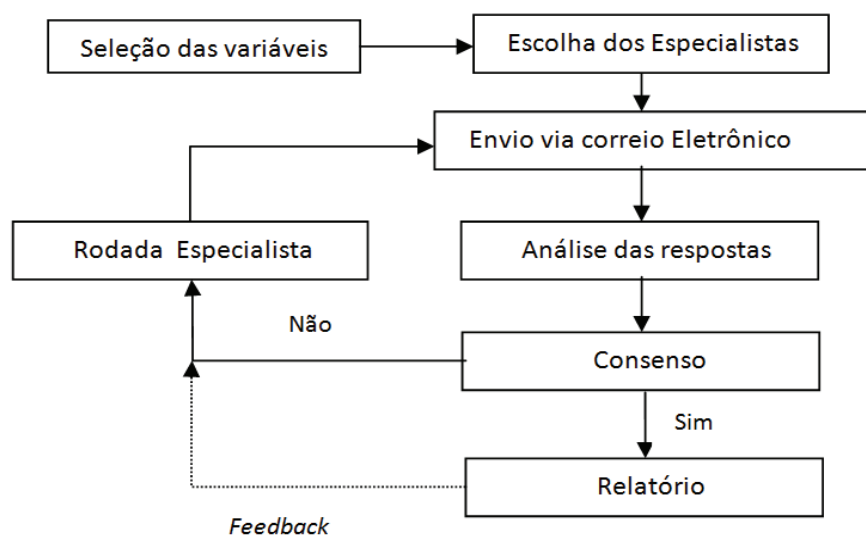 Seleção das variáveis
Escolha dos Especialistas
Envio via correio Eletrônico
Rodada Especialista
Análise das respostas
Não
Consenso
Sim
Relatório
Feedback